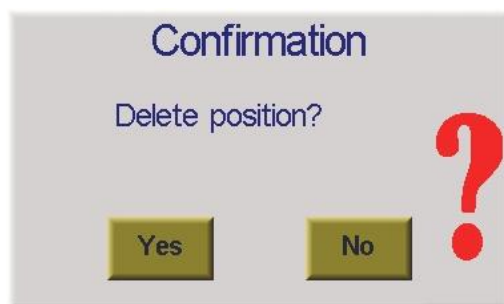 Confirmation
Delete position?
?
Yes No